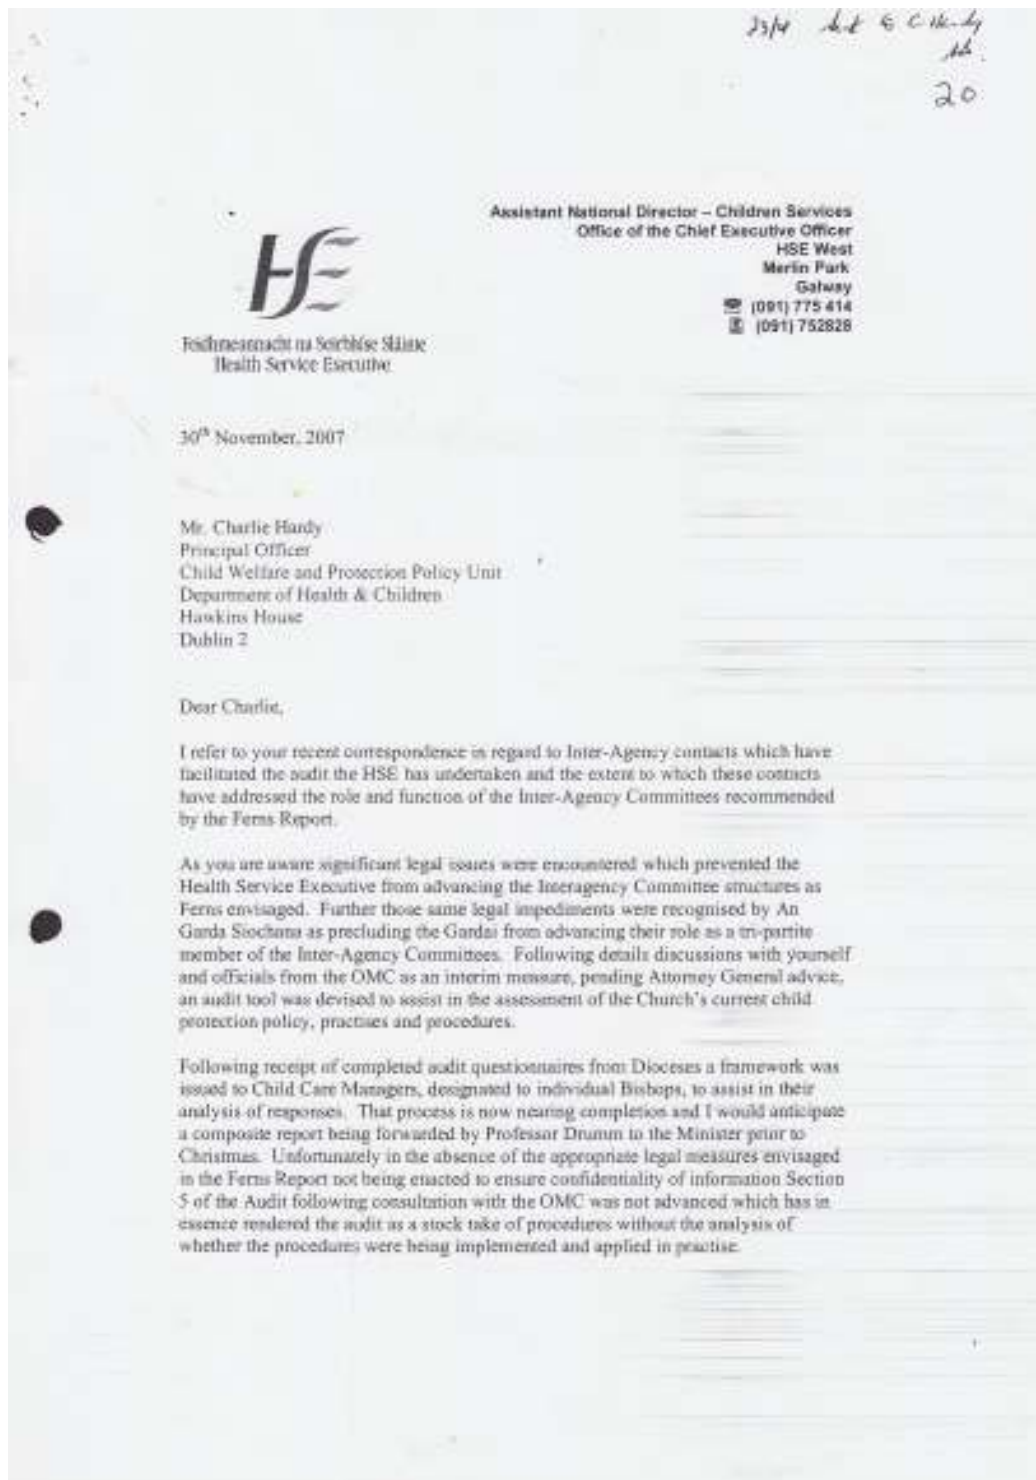 23/4 sent to C Hardy
20
Assistant National Director – Children Services
Office of the Chief Executive Officer
HSE West
Merlin Park
Galway
(091) 775 414
(091) 752828
HSE
Feidhmeannacht na Seirbhíse Sláinte
Health Service Executive
30th November, 2007
Mr. Charlie Hardy
Principal Officer
Child Welfare and Protection Policy Unit
Department of Health & Children
Hawkins House
Dublin 2
Dear Charlie,
I refer to your recent correspondence in regard to Inter-Agency contacts which have
facilitated the audit the HSE has undertaken and the extent to which these contacts
have addressed the role and function of the Inter-Agency Committees recommended
by the Ferns Report.
As you are aware significant legal issues were encountered which prevented the
Health Service Executive from advancing the Interagency Committee structures as
Ferns envisaged. Further those same legal impediments were recognised by An
Garda Siochana as precluding the Gardai from advancing their role as a tri-partite
member of the Inter-Agency Committees. Following details discussions with yourself
and officials from the OMC as an interim measure, pending Attorney General advice,
an audit tool was devised to assist in the assessment of the Church's current child
protection policy, practises and procedures.
Following receipt of completed audit questionnaires from Dioceses a framework was
issued to Child Care Managers, designated to individual Bishops, to assist in their
analysis of responses. That process is now nearing completion and I would anticipate
a composite report being forwarded by Professor Drumm to the Minister prior to
Christmas. Unfortunately in the absence of the appropriate legal measures envisaged
in the Ferns Report not being enacted to ensure confidentiality of information Section
5 of the Audit following consultation with the OMC was not advanced which has in
essence rendered the audit as a stock take of procedures without the analysis of
whether the procedures were being implemented and applied in practise.